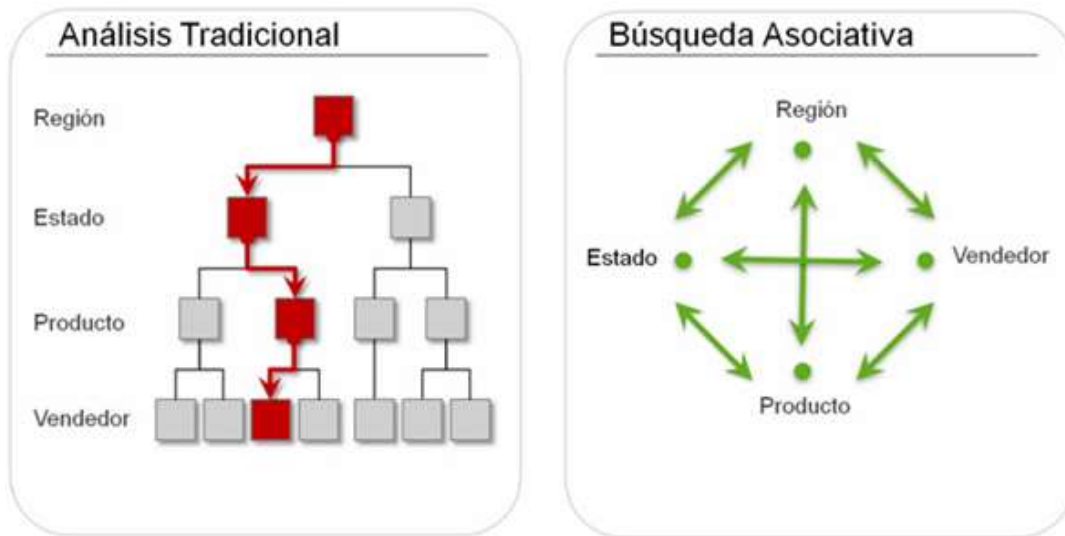 Análisis Tradicional
Región
Estado
Producto
Vendedor
Búsqueda Asociativa
Región
Estado
Vendedor
Producto